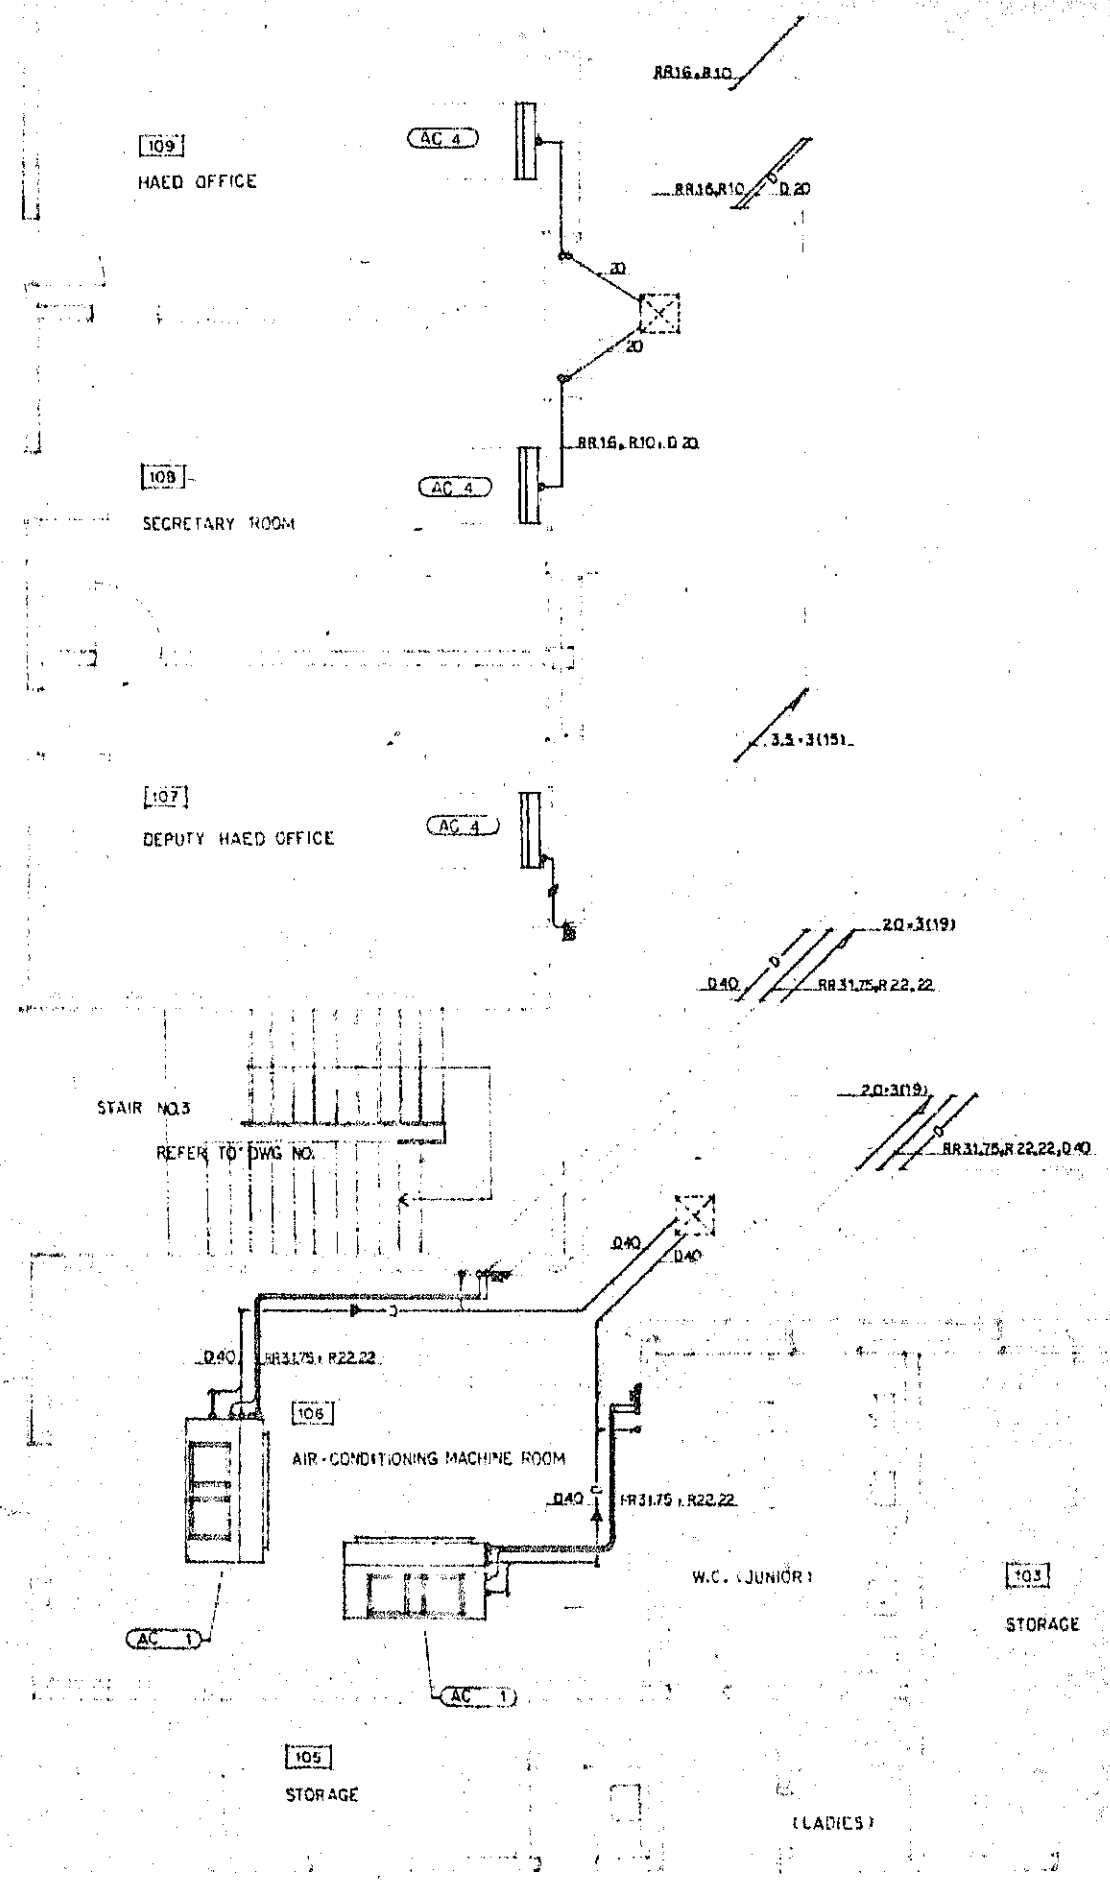 RR16,R10
109
AC 4
HAED OFFICE
RR16,R10
D 20
20
20
RR16, R10, D 20
108
AC 4
SECRETARY ROOM
3.5×3(15)
107
AC 4
DEPUTY HAED OFFICE
2.0×3(19)
D40
RR31.75,R22.22
2.0×3(19)
STAIR NO.3
REFER TO DWG NO.
RR31.75,R22.22,D40
D40
D40
D40
RR31.75, R22.22
106
AIR-CONDITIONING MACHINE ROOM
D40
RR31.75, R22.22
W.C. (JUNIOR)
103
STORAGE
AC 1
AC 1
105
STORAGE
(LADIES)